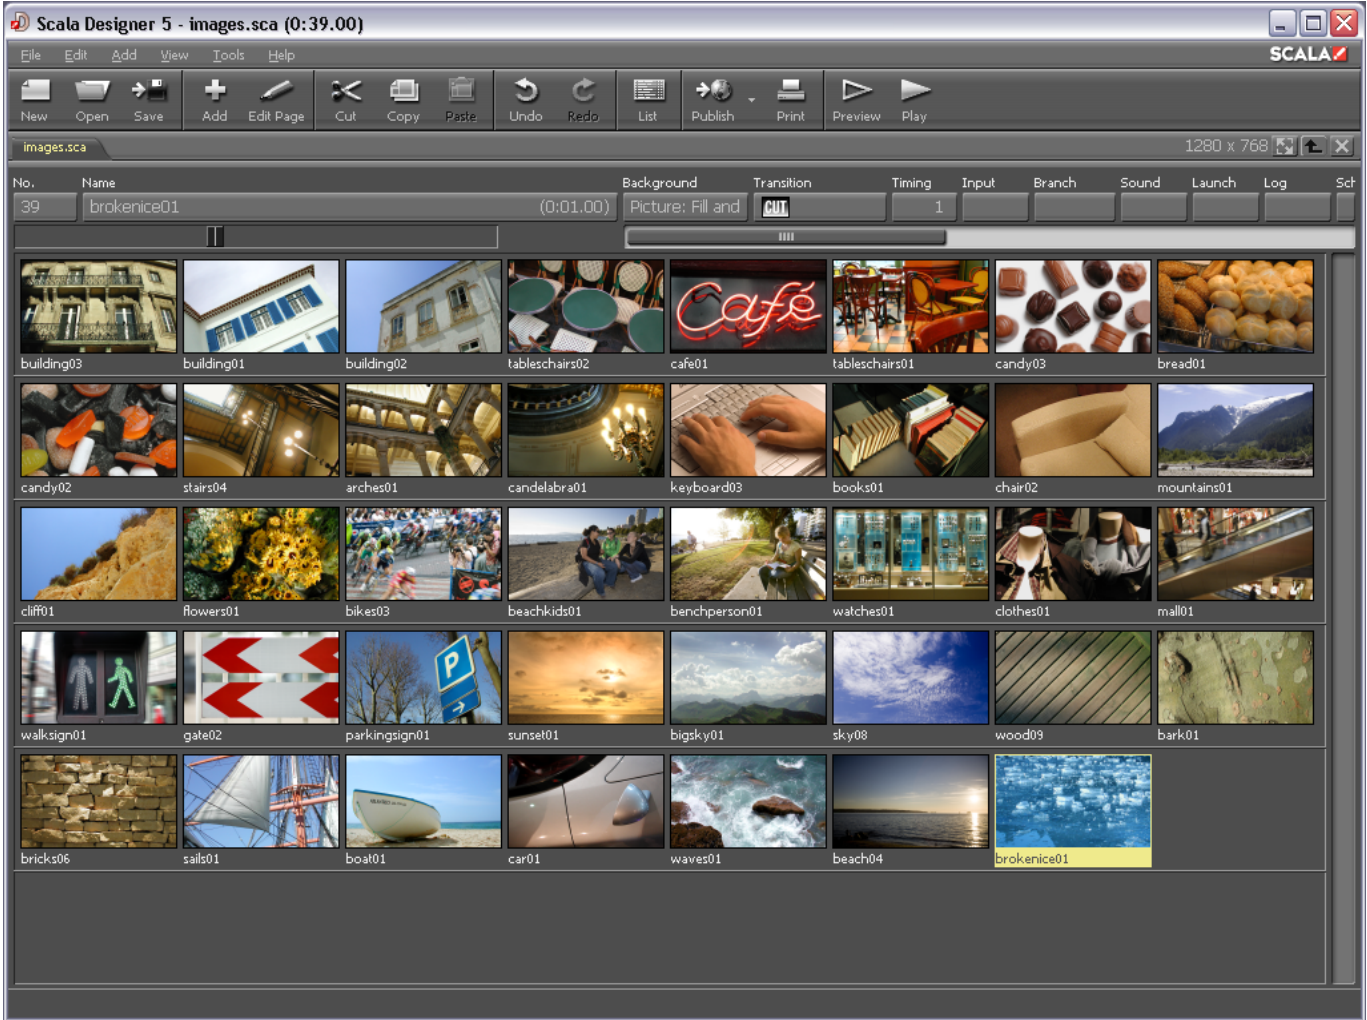 Scala Designer 5 - images.sca (0:39.00)
File Edit Add View Tools Help
SCALA
New Open Save Add Edit Page Cut Copy Paste Undo Redo List Publish Print Preview Play
images.sca
1280 x 768
No. Name Background Transition Timing Input Branch Sound Launch Log Sch
39 brokenice01 (0:01.00) Picture: Fill and CUT 1
Café
building03 building01 building02 tableschairs02 cafe01 tableschairs01 candy03 bread01
candy02 stairs04 arches01 candelabra01 keyboard03 books01 chair02 mountains01
cliff01 flowers01 bikes03 beachkids01 benchperson01 watches01 clothes01 mall01
P
walksign01 gate02 parkingsign01 sunset01 bigsky01 sky08 wood09 bark01
bricks06 sails01 boat01 car01 waves01 beach04 brokenice01